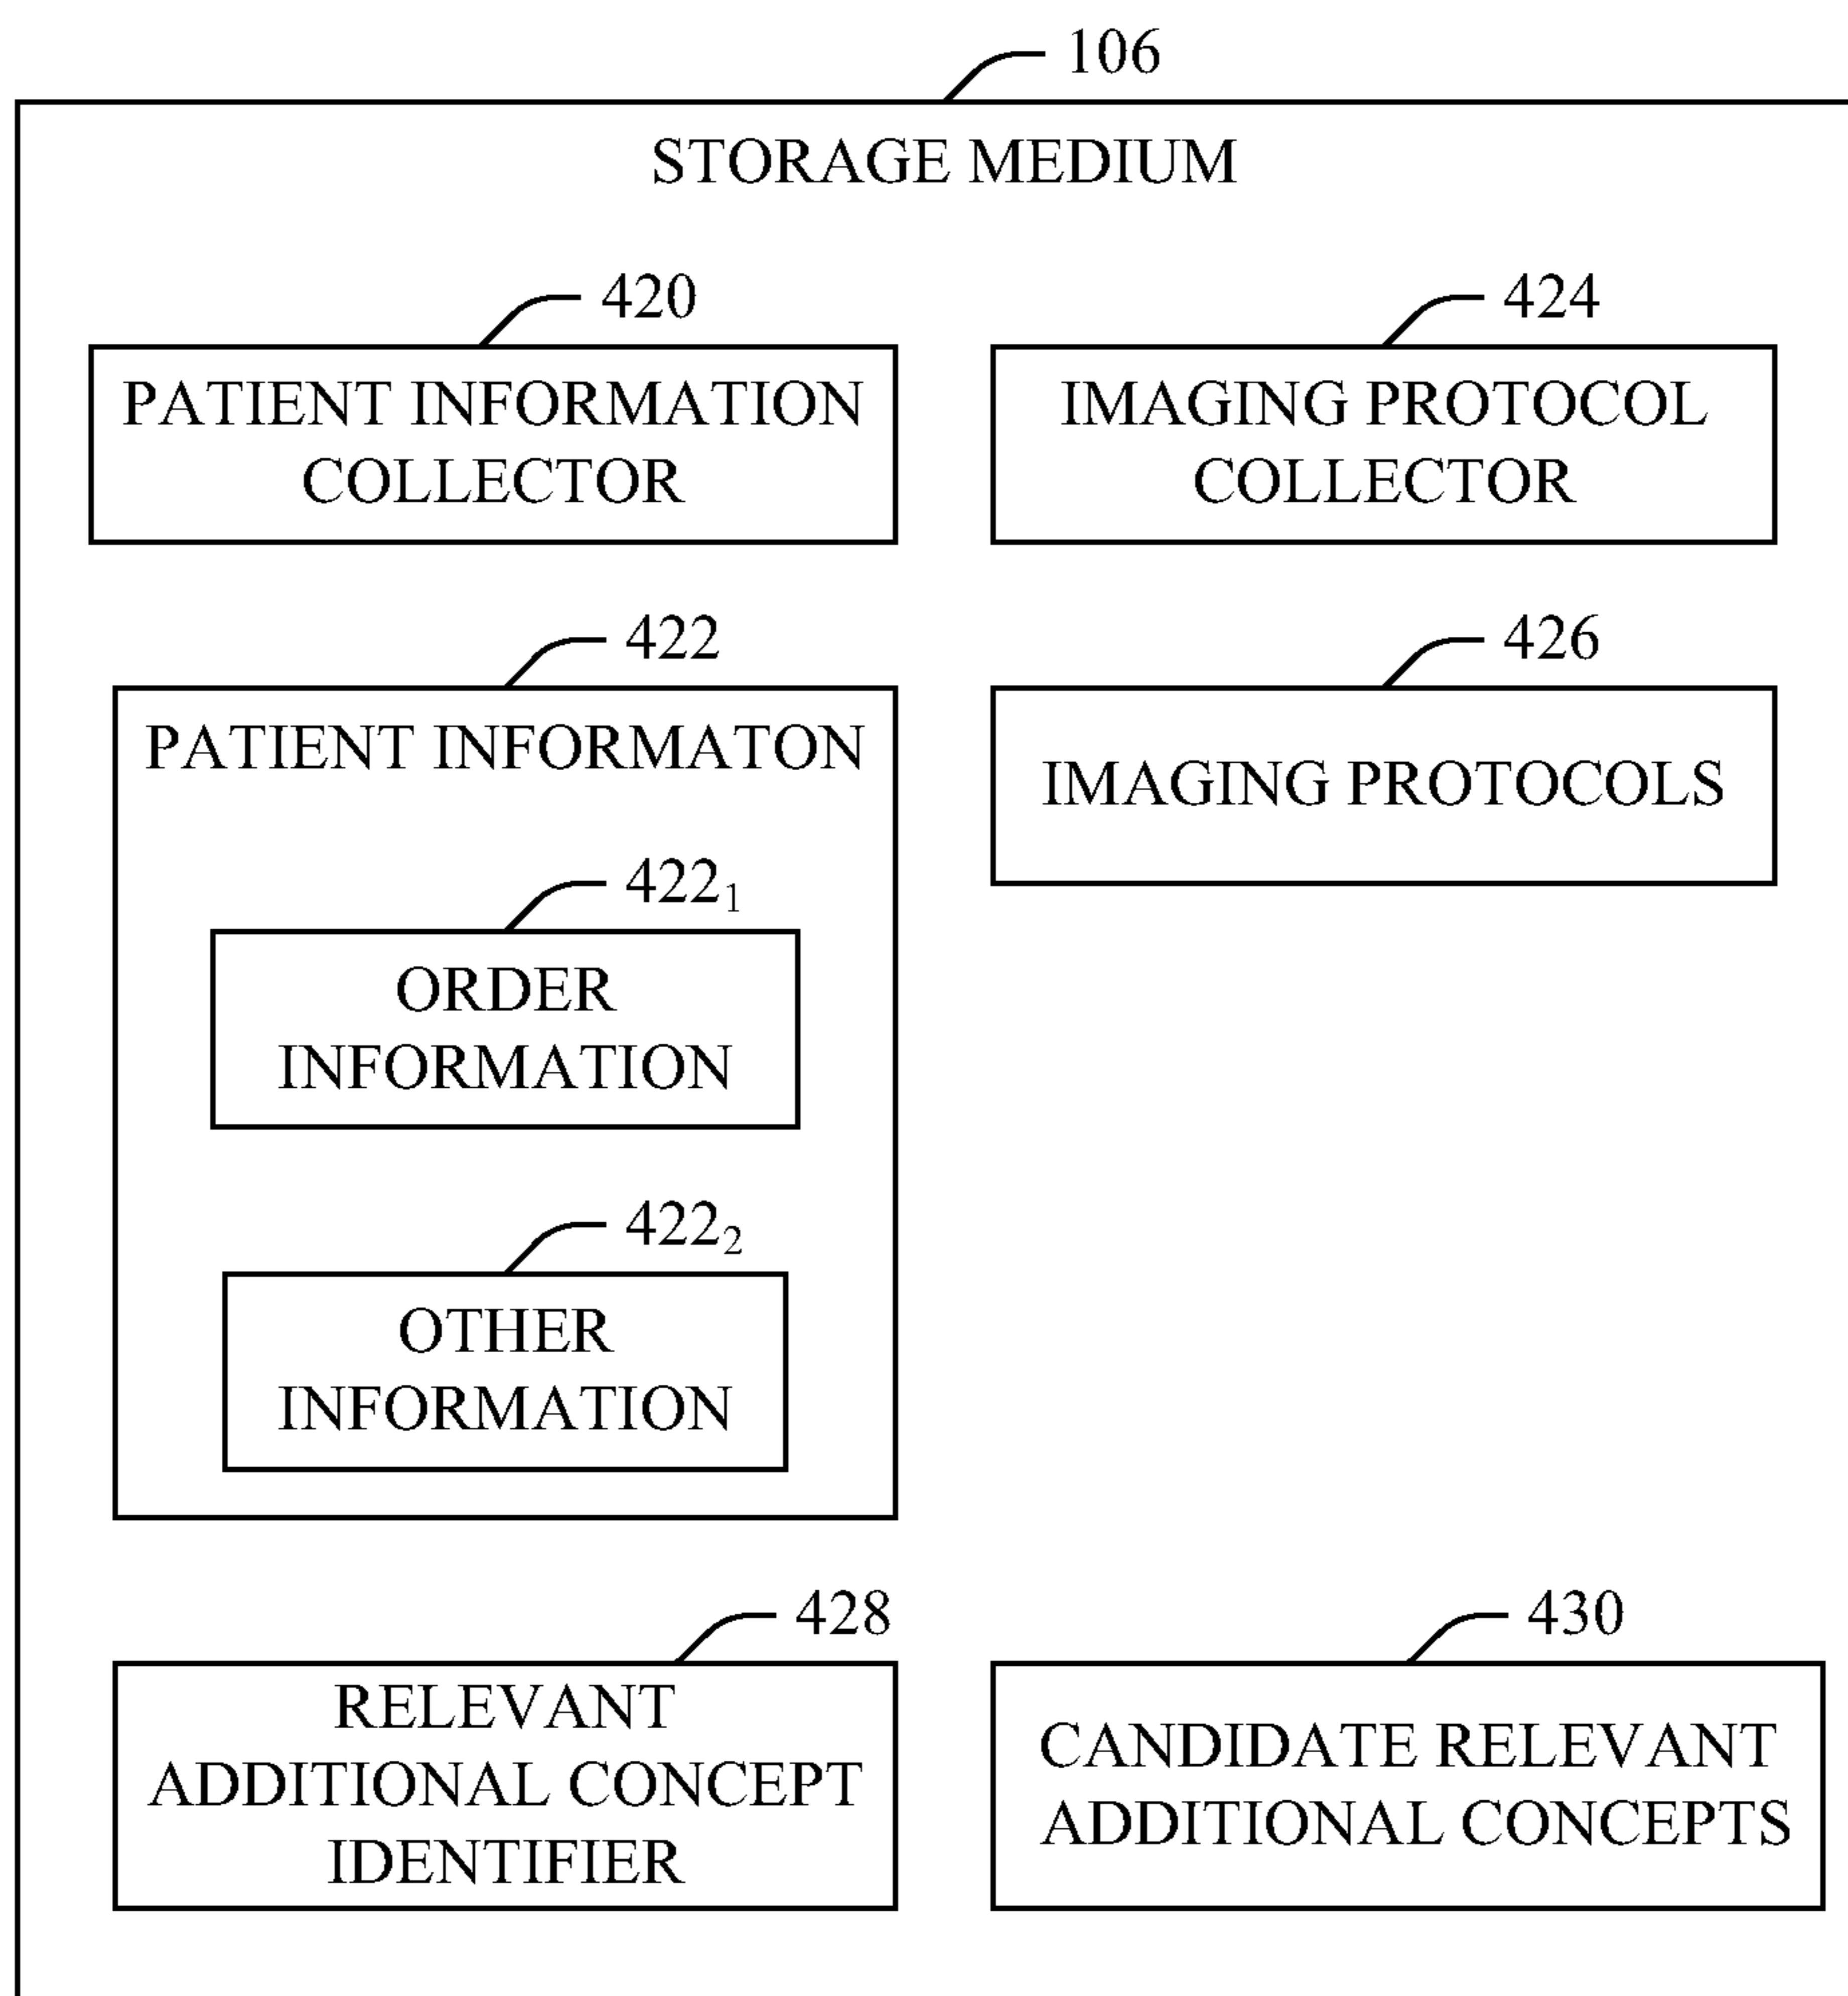 106
STORAGE MEDIUM
420
PATIENT INFORMATION
COLLECTOR
424
IMAGING PROTOCOL
COLLECTOR
422
PATIENT INFORMATON
426
IMAGING PROTOCOLS
422₁
ORDER
INFORMATION
422₂
OTHER
INFORMATION
428
RELEVANT
ADDITIONAL CONCEPT
IDENTIFIER
430
CANDIDATE RELEVANT
ADDITIONAL CONCEPTS